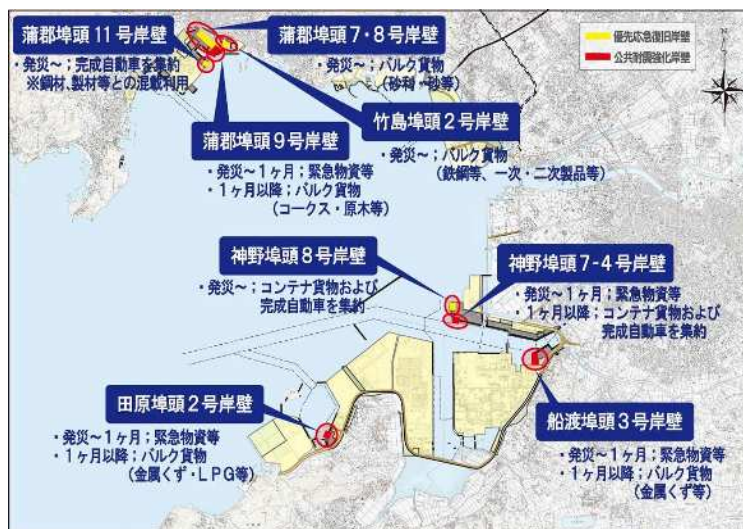 蒲郡埠頭11号岸壁
・発災~;完成自動車を集約
※鋼材、製材等との混載利用
蒲郡埠頭7・8号岸壁
・発災~;バルク貨物
(砂利・砂等)
優先応急復旧岸壁
公共耐震強化岸壁
N
竹島埠頭2号岸壁
・発災~;バルク貨物
(鉄鋼等、一次・二次製品等)
蒲郡埠頭9号岸壁
・発災~1ヶ月;緊急物資等
・1ヶ月以降;バルク貨物
(コークス・原木等)
神野埠頭8号岸壁
・発災~;コンテナ貨物および
完成自動車を集約
神野埠頭7-4号岸壁
・発災~1ヶ月;緊急物資等
・1ヶ月以降;コンテナ貨物および
完成自動車を集約
田原埠頭2号岸壁
・発災~1ヶ月;緊急物資等
・1ヶ月以降;バルク貨物
(金属くず・LPG等)
船渡埠頭3号岸壁
・発災~1ヶ月;緊急物資等
・1ヶ月以降;バルク貨物
(金属くず等)